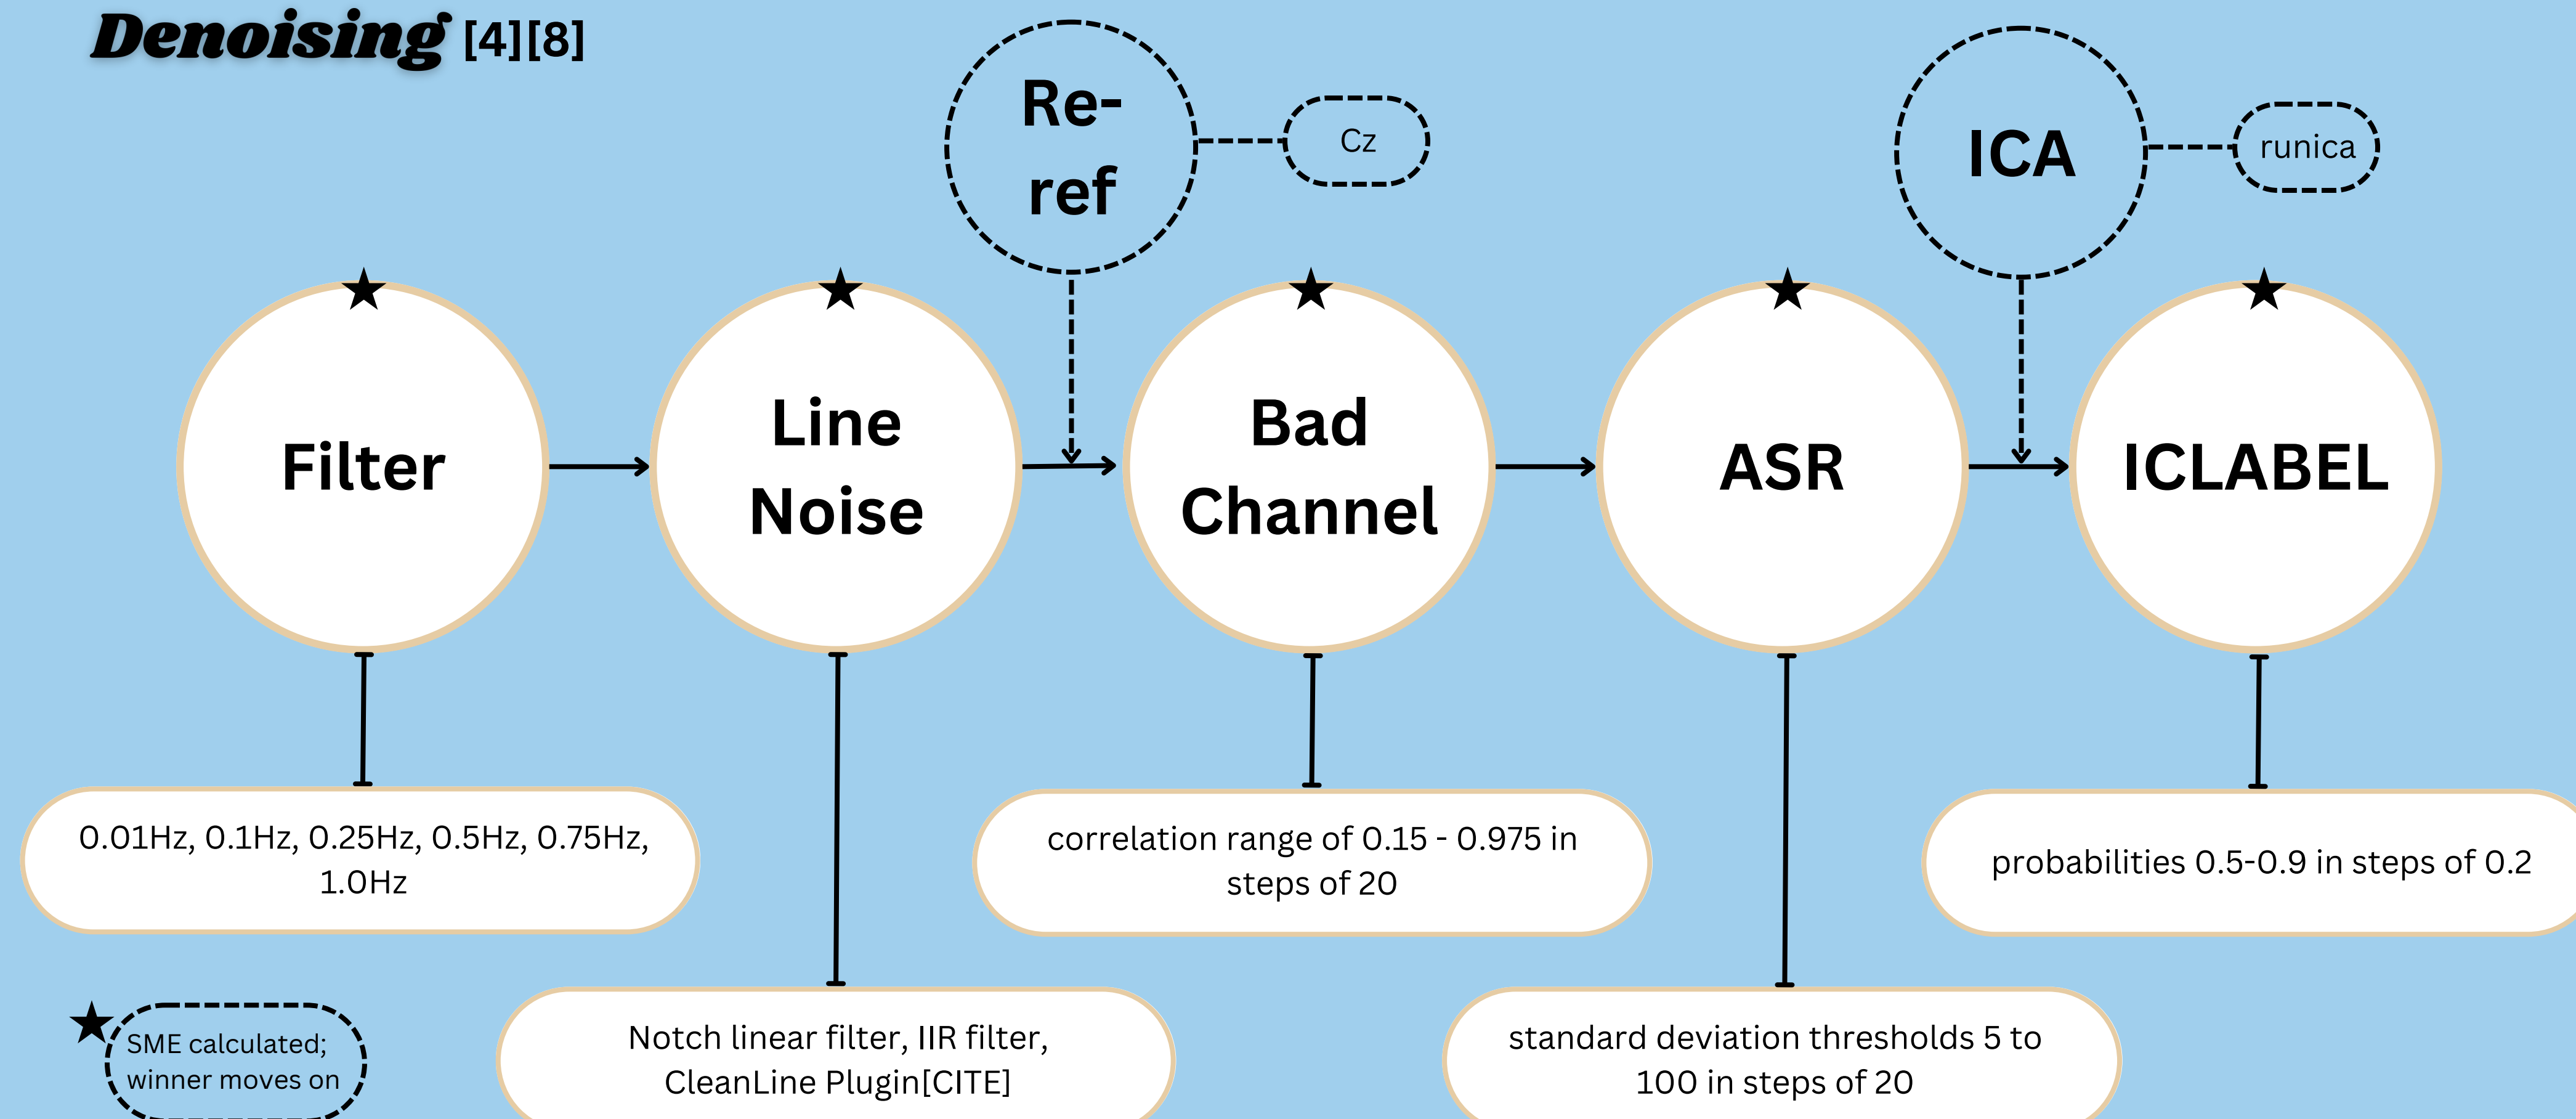 Denoising [4][8]
Re-
ref
Cz
ICA
runica
Filter
Line
Noise
Bad
Channel
ASR
ICLABEL
0.01Hz, 0.1Hz, 0.25Hz, 0.5Hz, 0.75Hz,
1.0Hz
correlation range of 0.15 - 0.975 in
steps of 20
probabilities 0.5-0.9 in steps of 0.2
SME calculated;
winner moves on
Notch linear filter, IIR filter,
CleanLine Plugin[CITE]
standard deviation thresholds 5 to
100 in steps of 20